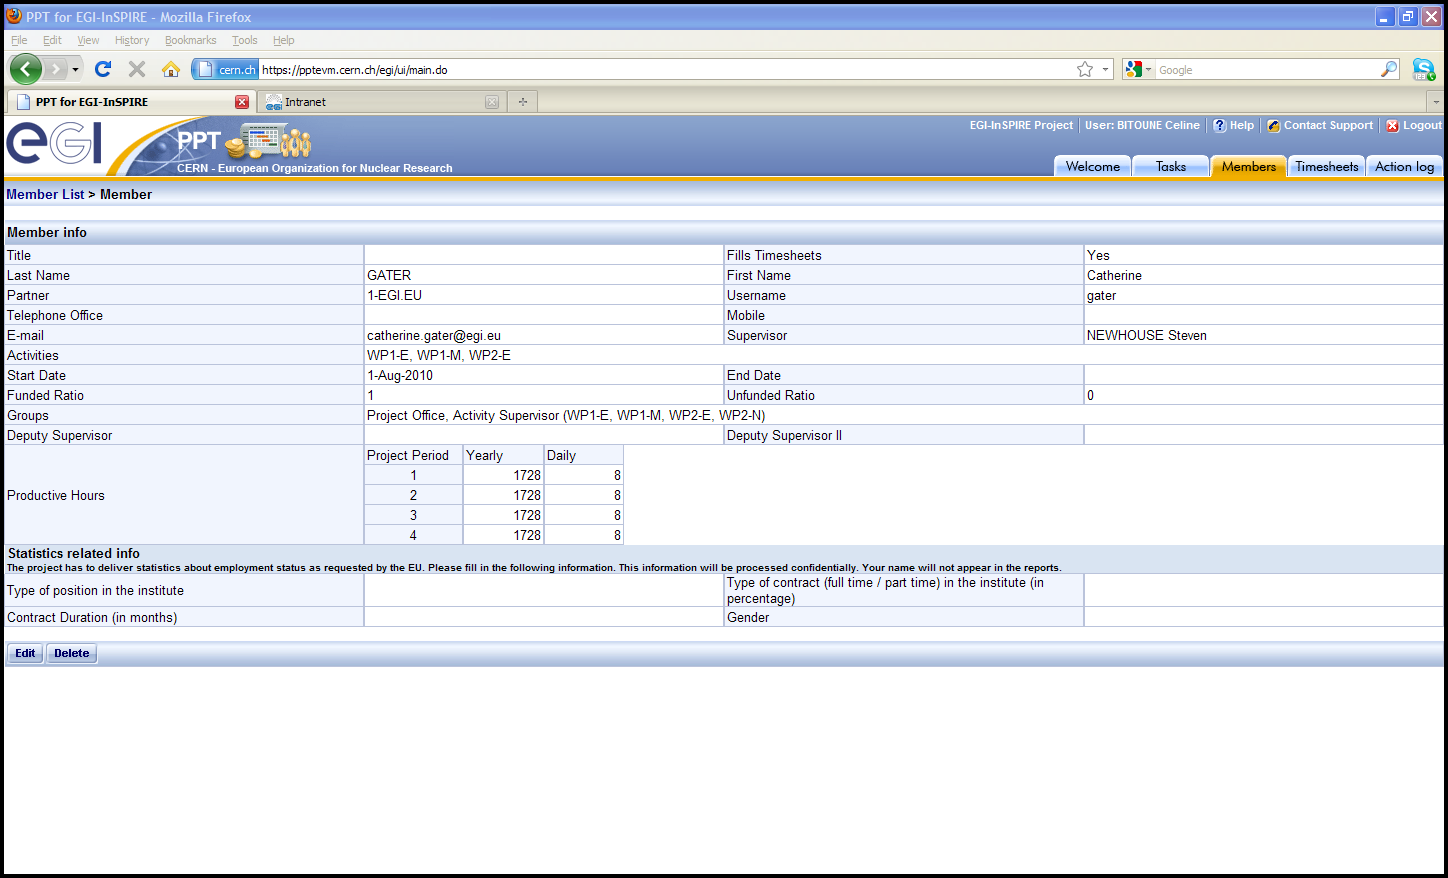 PPT for EGI-InSPIRE - Mozilla Firefox
File Edit View History Bookmarks Tools Help
cern.ch https://pptevm.cern.ch/egi/ui/main.do Google
PPT for EGI-InSPIRE Intranet
EGI-InSPIRE Project User: BITOUNE Celine Help Contact Support Logout
eGI PPT
CERN - European Organization for Nuclear Research
Welcome Tasks Members Timesheets Action log
Member List > Member
Member info
Title Fills Timesheets Yes
Last Name GATER First Name Catherine
Partner 1-EGI.EU Username gater
Telephone Office Mobile
E-mail catherine.gater@egi.eu Supervisor NEWHOUSE Steven
Activities WP1-E, WP1-M, WP2-E
Start Date 1-Aug-2010 End Date
Funded Ratio 1 Unfunded Ratio 0
Groups Project Office, Activity Supervisor (WP1-E, WP1-M, WP2-E, WP2-N)
Deputy Supervisor Deputy Supervisor II
Project Period Yearly Daily
1 1728 8
Productive Hours 2 1728 8
3 1728 8
4 1728 8
Statistics related info
The project has to deliver statistics about employment status as requested by the EU. Please fill in the following information. This information will be processed confidentially. Your name will not appear in the reports.
Type of position in the institute Type of contract (full time / part time) in the institute (in
percentage)
Contract Duration (in months) Gender
Edit Delete